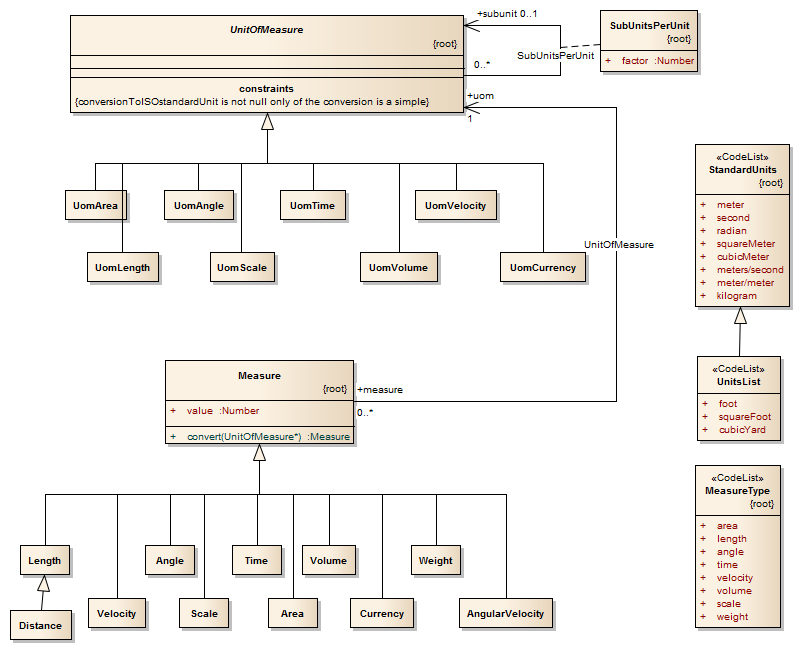 UnitOfMeasure
{root}
constraints
{conversionToISOstandardUnit is not null only of the conversion is a simple}
+subunit 0..1
0..*
SubUnitsPerUnit
SubUnitsPerUnit
{root}
+ factor :Number
+uom
1
UnitOfMeasure
UomArea
UomAngle
UomTime
UomVelocity
UomLength
UomScale
UomVolume
UomCurrency
«CodeList»
StandardUnits
{root}
+ meter
+ second
+ radian
+ squareMeter
+ cubicMeter
+ meters/second
+ meter/meter
+ kilogram
«CodeList»
UnitsList
+ foot
+ squareFoot
+ cubicYard
Measure
{root}
+ value :Number
+ convert(UnitOfMeasure*) :Measure
+measure
0..*
Length
Angle
Time
Volume
Weight
Distance
Velocity
Scale
Area
Currency
AngularVelocity
«CodeList»
MeasureType
{root}
+ area
+ length
+ angle
+ time
+ velocity
+ volume
+ scale
+ weight